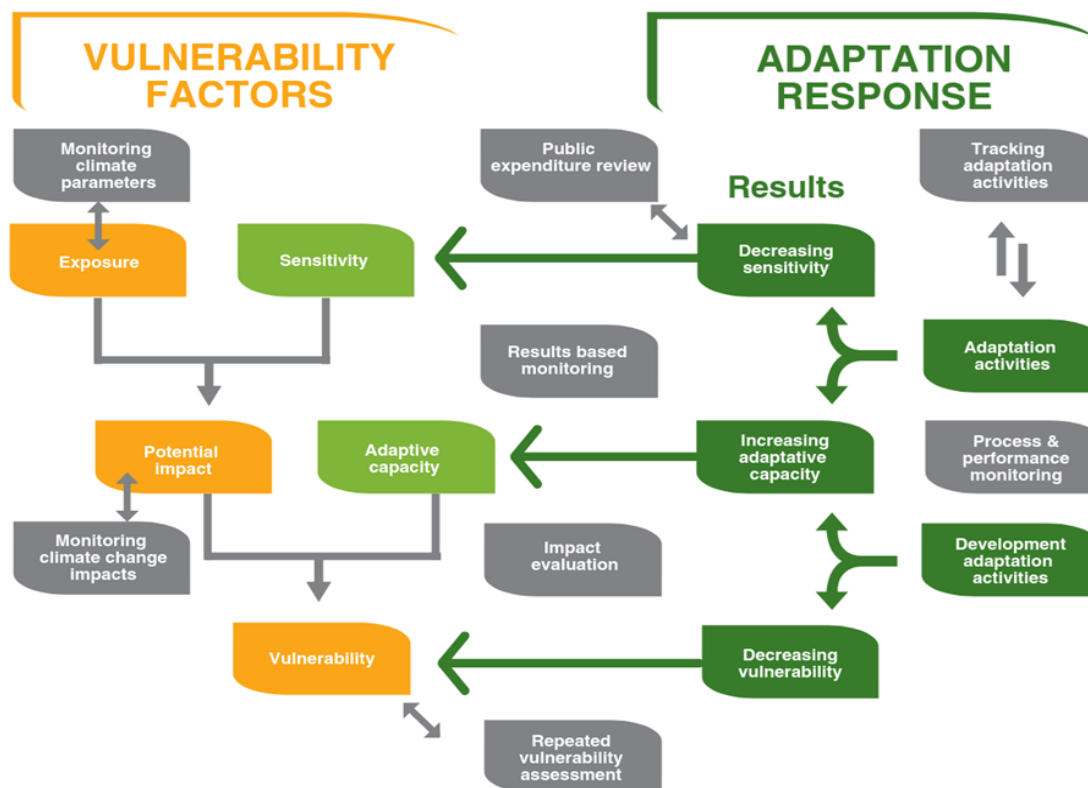 VULNERABILITY
FACTORS
ADAPTATION
RESPONSE
Monitoring
climate
parameters
Public
expenditure review
Results
Tracking
adaptation
activities
Exposure
Sensitivity
Decreasing
sensitivity
Results based
monitoring
Adaptation
activities
Potential
impact
Adaptive
capacity
Increasing
adaptative
capacity
Process &
performance
monitoring
Monitoring
climate change
impacts
Impact
evaluation
Development
adaptation
activities
Vulnerability
Decreasing
vulnerability
Repeated
vulnerability
assessment